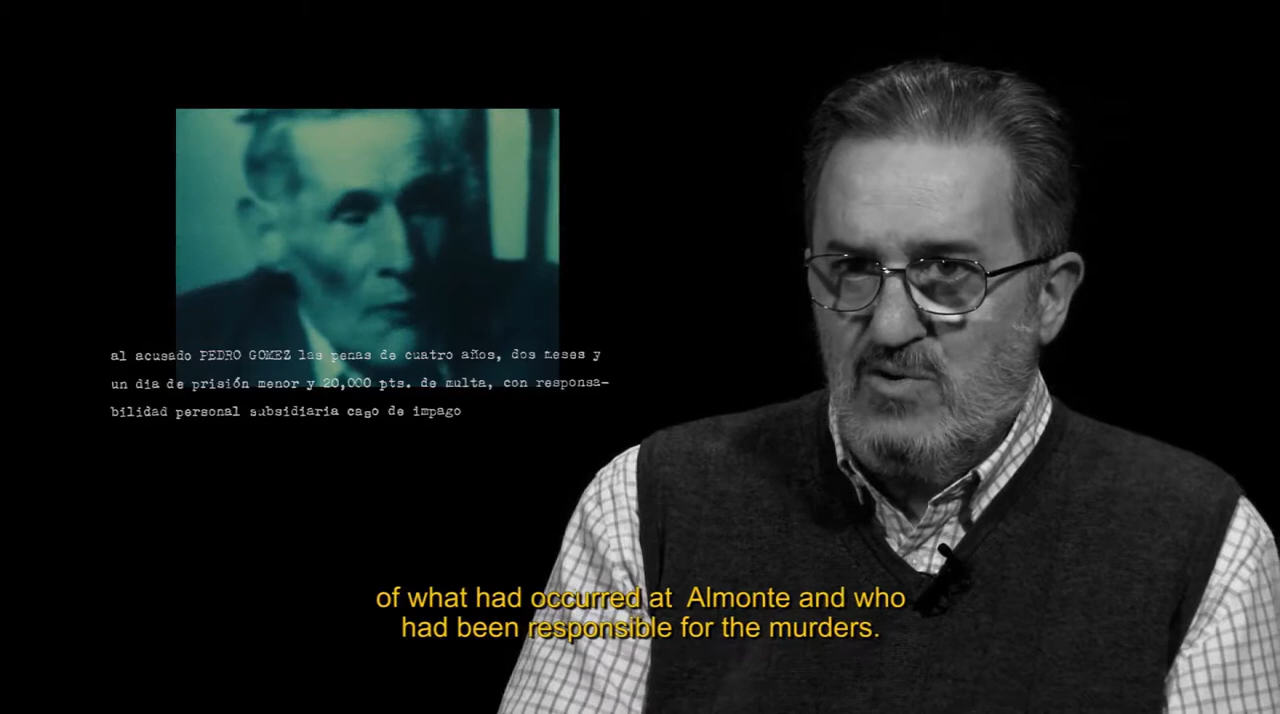 al acusado PEDRO GOMEZ las penas de cuatro años, dos meses y
un dia de prisión menor y 20,000 pts. de multa, con responsa-
bilidad personal subsidiaria caso de impago
of what had occurred at Almonte and who
had been responsible for the murders.